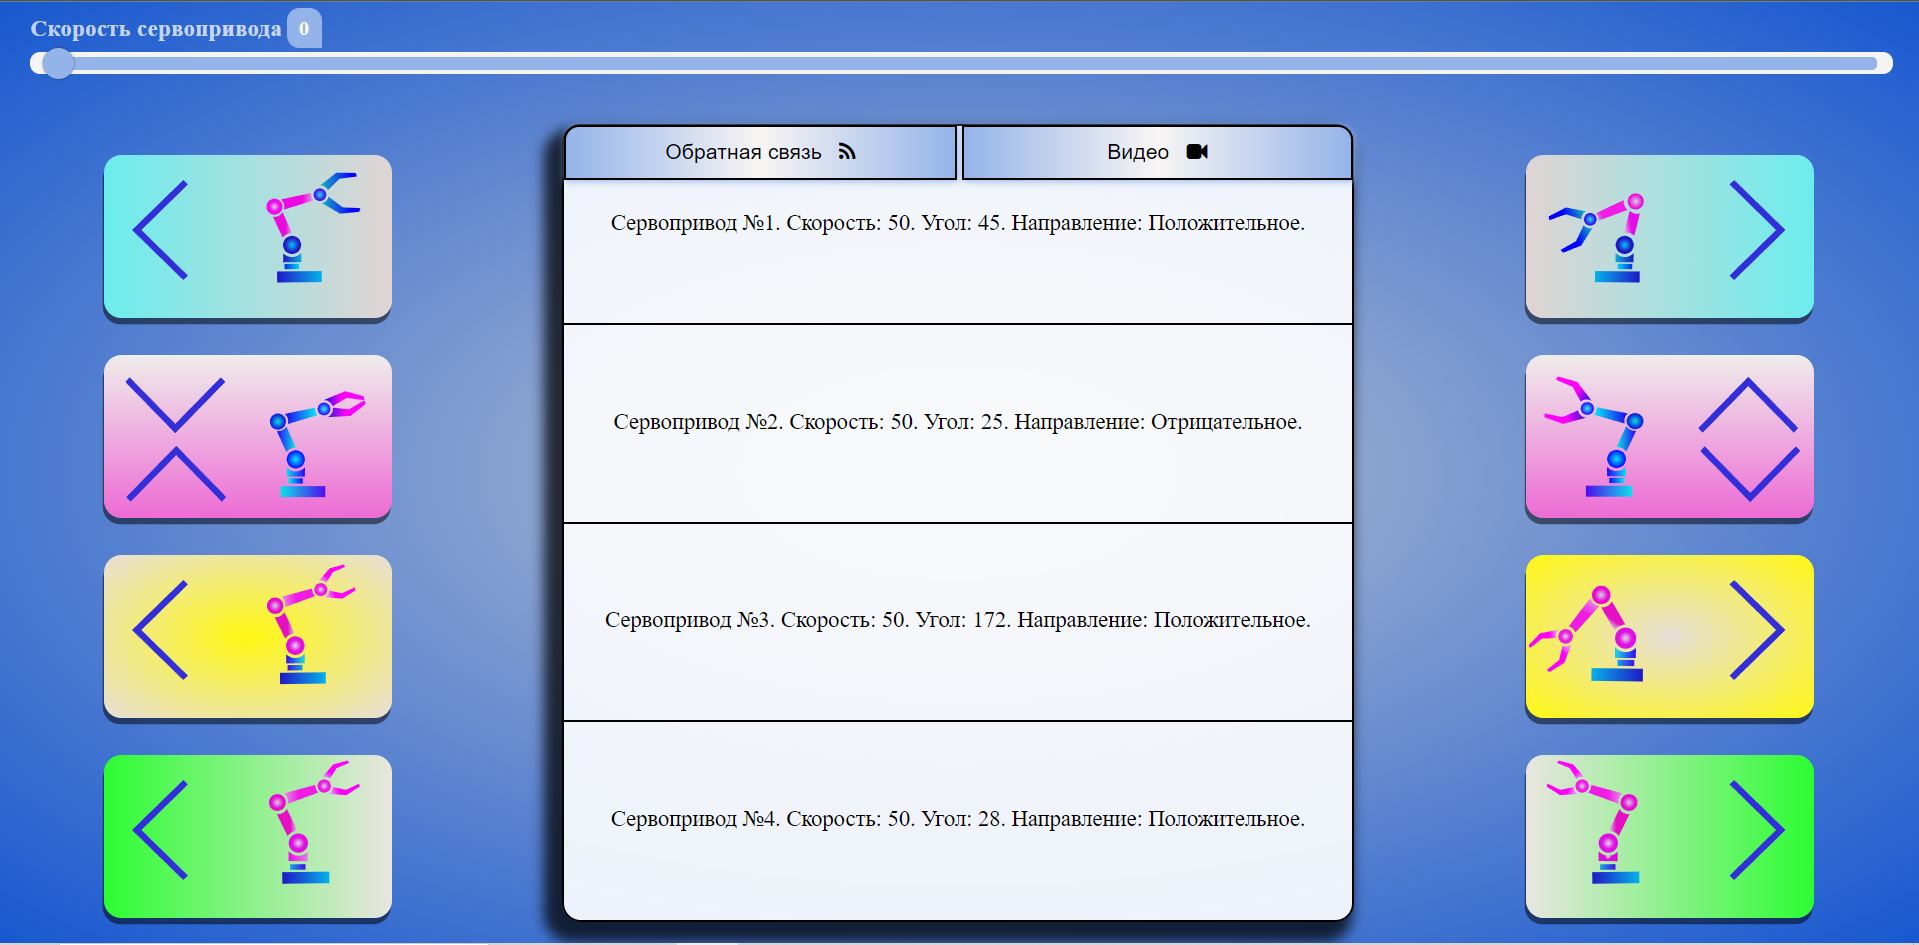 Скорость сервопривода 0
Обратная связь
Видео
Сервопривод №1. Скорость: 50. Угол: 45. Направление: Положительное.
Сервопривод №2. Скорость: 50. Угол: 25. Направление: Отрицательное.
Сервопривод №3. Скорость: 50. Угол: 172. Направление: Положительное.
Сервопривод №4. Скорость: 50. Угол: 28. Направление: Положительное.